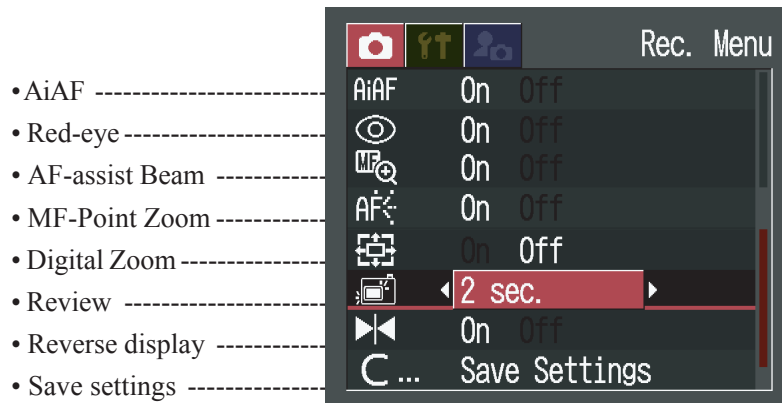 Rec. Menu
• AiAF ------------------------ AiAF On Off
• Red-eye --------------------- On Off
• AF-assist Beam ------------ MF On Off
• MF-Point Zoom ------------ AF On Off
• Digital Zoom ---------------- On Off
• Review ---------------------- 2 sec.
• Reverse display ------------ On Off
• Save settings --------------- C ... Save Settings